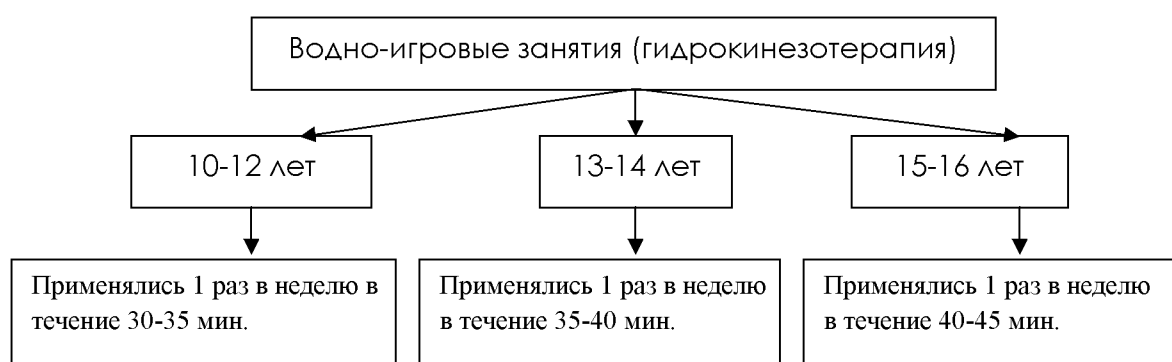 Водно-игровые занятия (гидрокинезотерапия)
10-12 лет
13-14 лет
15-16 лет
Применялись 1 раз в неделю в
течение 30-35 мин.
Применялись 1 раз в неделю
в течение 35-40 мин.
Применялись 1 раз в неделю
в течение 40-45 мин.